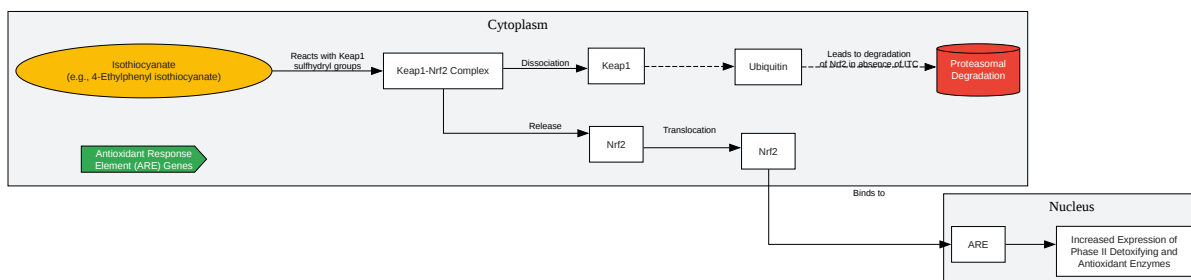 Cytoplasm
Isothiocyanate
(e.g., 4-Ethylphenyl isothiocyanate)
Reacts with Keap1
sulfhydryl groups
Keap1-Nrf2 Complex
Dissociation
Keap1
Ubiquitin
Leads to degradation
of Nrf2 in absence of ITC
Proteasomal
Degradation
Release
Nrf2
Translocation
Nrf2
Antioxidant Response
Element (ARE) Genes
Binds to
Nucleus
ARE
Increased Expression of
Phase II Detoxifying and
Antioxidant Enzymes